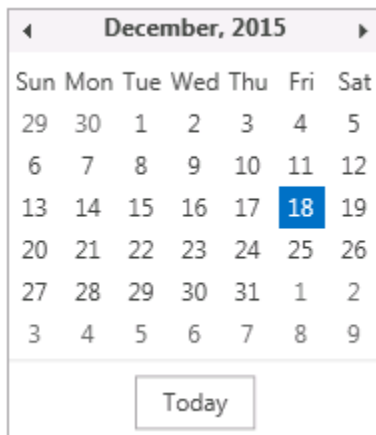 December, 2015
Sun Mon Tue Wed Thu Fri Sat
29 30 1 2 3 4 5
6 7 8 9 10 11 12
13 14 15 16 17 18 19
20 21 22 23 24 25 26
27 28 29 30 31 1 2
3 4 5 6 7 8 9
Today